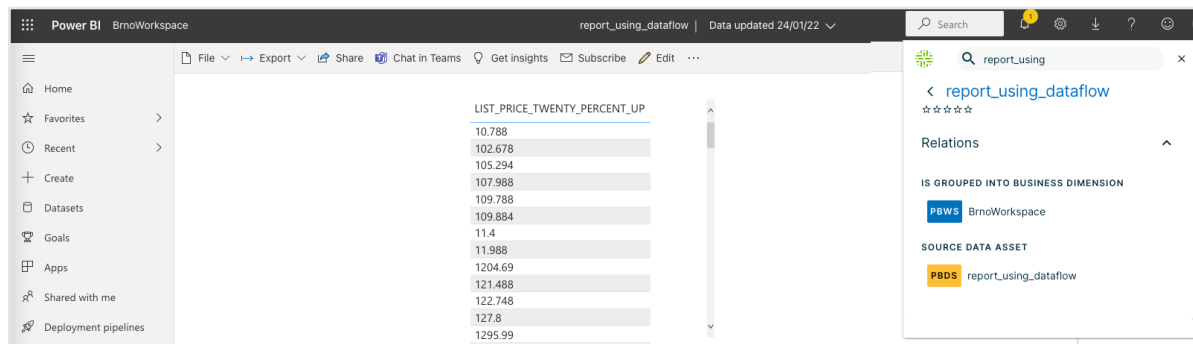 Power BI BrnoWorkspace
report_using_dataflow | Data updated 24/01/22
Search
1
File Export Share Chat in Teams Get insights Subscribe Edit ...
Home
Favorites
Recent
Create
Datasets
Goals
Apps
Shared with me
Deployment pipelines
LIST_PRICE_TWENTY_PERCENT_UP
10.788
102.678
105.294
107.988
109.788
109.884
11.4
11.988
1204.69
121.488
122.748
127.8
1295.99
report_using
report_using_dataflow
Relations
IS GROUPED INTO BUSINESS DIMENSION
PBWS BrnoWorkspace
SOURCE DATA ASSET
PBDS report_using_dataflow